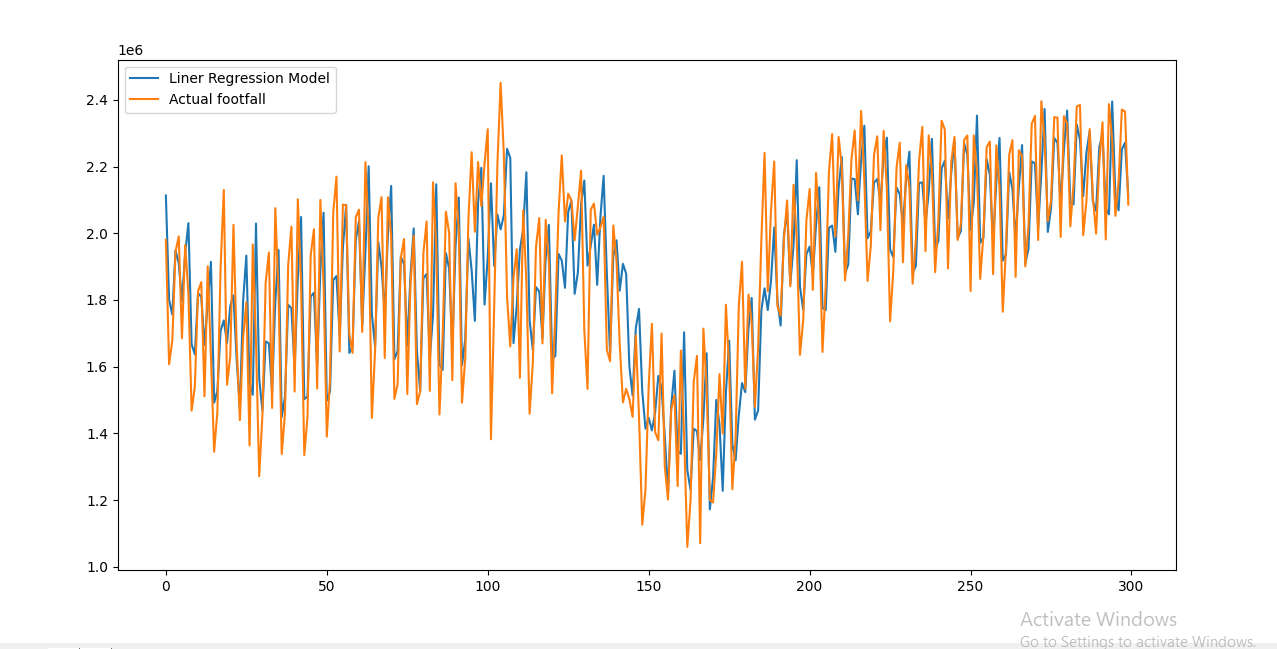 1e6
Liner Regression Model
Actual footfall
2.4
2.2
2.0
1.8
1.6
1.4
1.2
1.0
0 50 100 150 200 250 300
Activate Windows
Go to Settings to activate Windows.